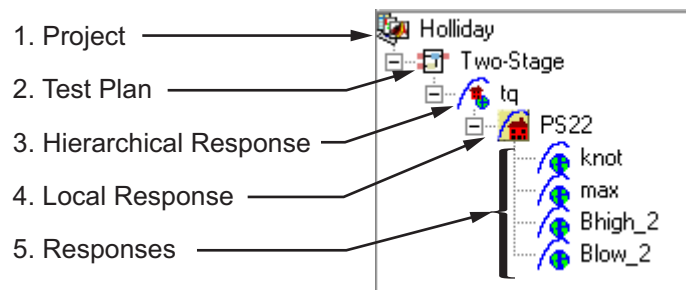 1. Project
2. Test Plan
3. Hierarchical Response
4. Local Response
5. Responses
Holliday
Two-Stage
tq
PS22
knot
max
Bhigh_2
Blow_2